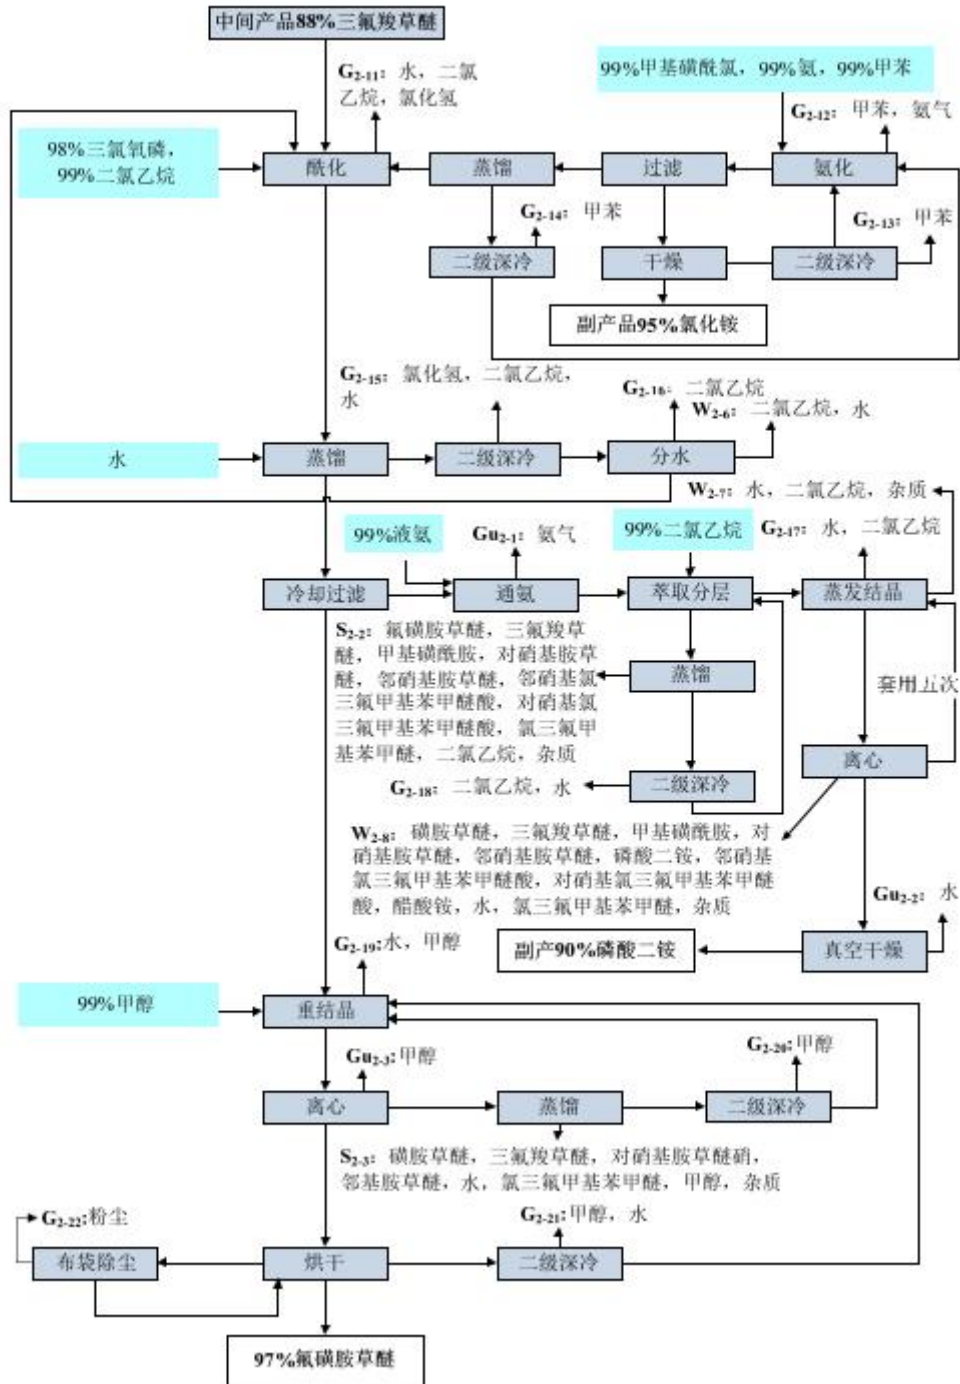 中间产品88%三氟羧草醚
G2-11：水，二氯
乙烷，氯化氢
99%甲基磺酰氯，99%氨，99%甲苯
G2-12：甲苯，氨气
98%三氯氧磷，
99%二氯乙烷
酰化
蒸馏
过滤
氨化
G2-14：甲苯
G2-13：甲苯
二级深冷
干燥
二级深冷
副产品95%氯化铵
G2-15：氯化氢，二氯乙烷，
水
G2-16：二氯乙烷
W2-6：二氯乙烷，水
水
蒸馏
二级深冷
分水
W2-7：水，二氯乙烷，杂质
99%液氨
Gu2-1：氨气
99%二氯乙烷
G2-17：水，二氯乙烷
冷却过滤
通氨
萃取分层
蒸发结晶
S2-2：氟磺胺草醚，三氟羧草
醚，甲基磺酰胺，对硝基胺草
醚，邻硝基胺草醚，邻硝基氯
三氟甲基苯甲醚酸，对硝基氯
三氟甲基苯甲醚酸，氯三氟甲
基苯甲醚，二氯乙烷，杂质
蒸馏
套用五次
离心
G2-18：二氯乙烷，水
二级深冷
W2-8：磺胺草醚，三氟羧草醚，甲基磺酰胺，对
硝基胺草醚，邻硝基胺草醚，磷酸二铵，邻硝基
氯三氟甲基苯甲醚酸，对硝基氯三氟甲基苯甲醚
酸，醋酸铵，水，氯三氟甲基苯甲醚，杂质
Gu2-2：水
G2-19:水，甲醇
副产90%磷酸二铵
真空干燥
99%甲醇
重结晶
Gu2-3:甲醇
G2-20:甲醇
离心
蒸馏
二级深冷
S2-3：磺胺草醚，三氟羧草醚，对硝基胺草醚硝，
邻基胺草醚，水，氯三氟甲基苯甲醚，甲醇，杂质
G2-22:粉尘
G2-21:甲醇，水
布袋除尘
烘干
二级深冷
97%氟磺胺草醚